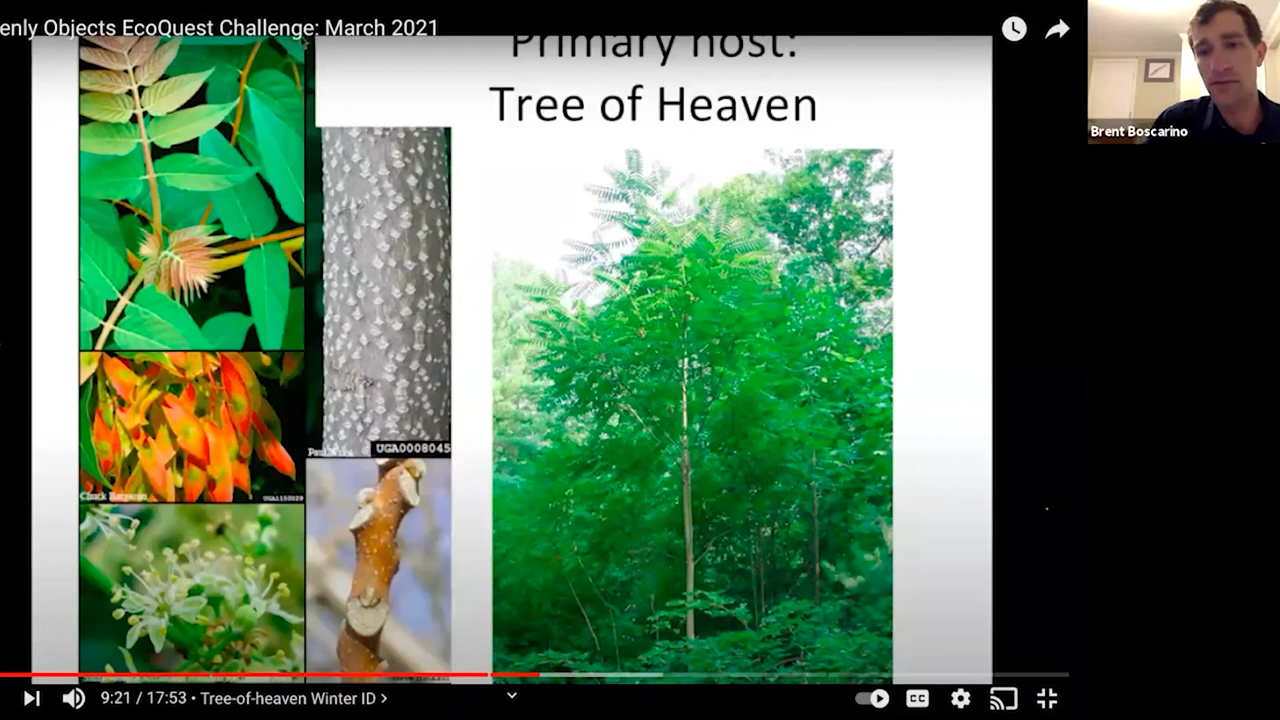 enly Objects EcoQuest Challenge: March 2021
Primary host:
Tree of Heaven
Brent Boscarino
UGA0008045
Chuck Bargeron
9:21 / 17:53 • Tree-of-heaven Winter ID >
CC